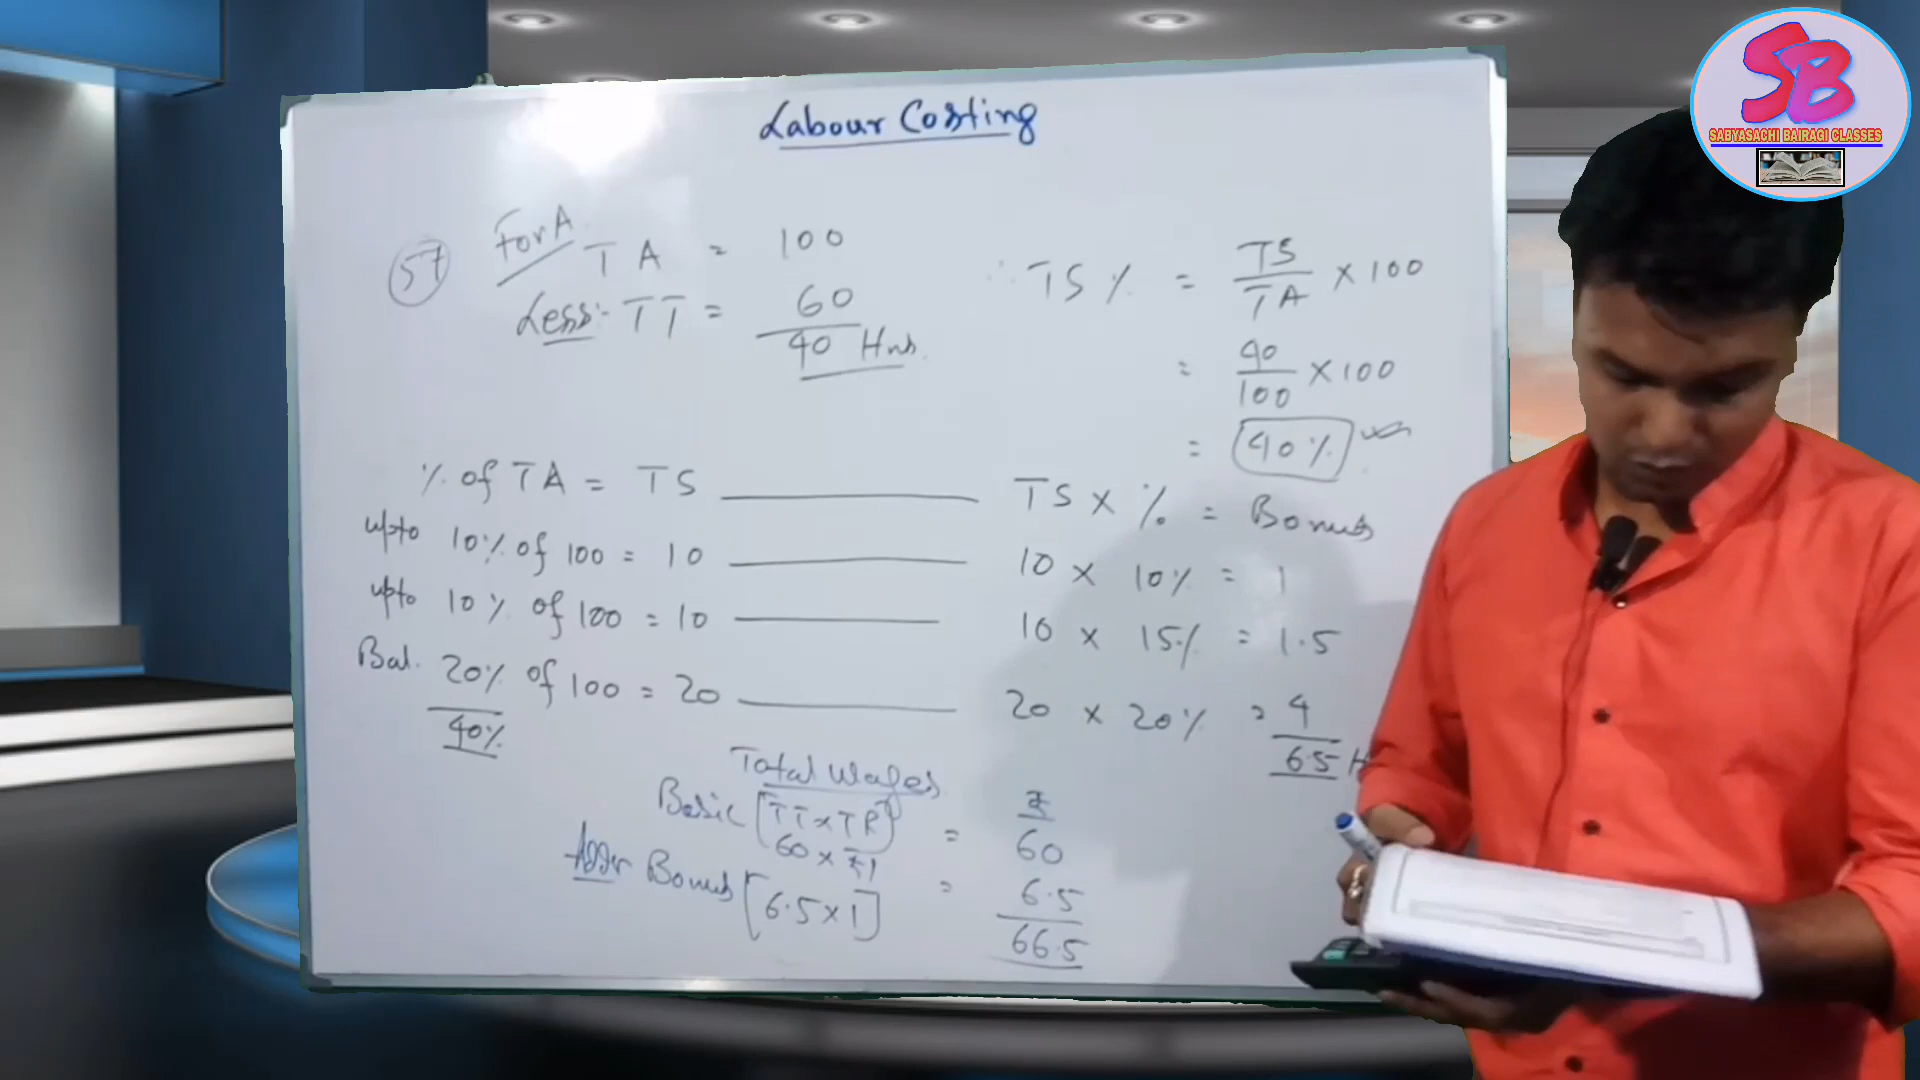 SB
SABYASACHI BAIRAGI CLASSES
Labour Costing
57 For A
T A = 100
Less:- TT = 60
40 Hrs.
∴ TS % = TS/TA × 100
= 40/100 × 100
= 40%
% of TA = TS ——— TS × % = Bonus
upto 10% of 100 = 10 ——— 10 × 10% = 1
upto 10% of 100 = 10 ——— 10 × 15% = 1.5
Bal. 20% of 100 = 20 ——— 20 × 20% = 4
40% 6.5 H
Total Wages ₹
Basic [TT × TR] = 60
60 × ₹1
Add:- Bonus [6.5 × 1] = 6.5
66.5